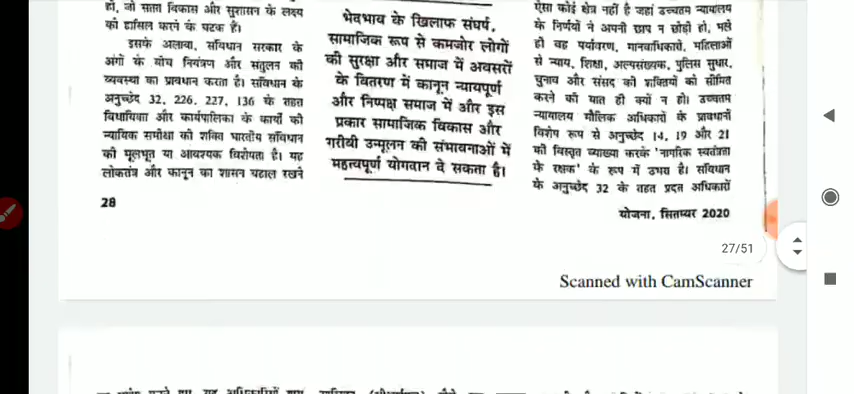 हो, जो सतत विकास और सुशासन के लक्ष्य
को हासिल करने के घटक हैं।
इसके अलावा, संविधान सरकार के
अंगों के बीच नियंत्रण और संतुलन की
व्यवस्था का प्रावधान करता है। संविधान के
अनुच्छेद 32, 226, 227, 136 के तहत
विधायिका और कार्यपालिका के कार्यों की
न्यायिक समीक्षा की शक्ति भारतीय संविधान
की मूलभूत या आवश्यक विशेषता है। यह
लोकतंत्र और कानून का शासन बहाल रखने
28
भेदभाव के खिलाफ संघर्ष,
सामाजिक रूप से कमजोर लोगों
की सुरक्षा और समाज में अवसरों
के वितरण में कानून न्यायपूर्ण
और निष्पक्ष समाज में और इस
प्रकार सामाजिक विकास और
गरीबी उन्मूलन की संभावनाओं में
महत्वपूर्ण योगदान दे सकता है।
ऐसा कोई क्षेत्र नहीं है जहां उच्चतम न्यायालय
के निर्णयों ने अपनी छाप न छोड़ी हो, भले
ही वह पर्यावरण, मानवाधिकारों, महिलाओं
से न्याय, शिक्षा, अल्पसंख्यक, पुलिस सुधार,
चुनाव और संसद की शक्तियों को सीमित
करने की बात ही क्यों न हो। उच्चतम
न्यायालय मौलिक अधिकारों के प्रावधानों
विशेष रूप से अनुच्छेद 14, 19 और 21
की विस्तृत व्याख्या करके 'नागरिक स्वतंत्रता
के रक्षक' के रूप में उभरा है। संविधान
के अनुच्छेद 32 के तहत प्रदत्त अधिकारों
योजना, सितम्बर 2020
27/51
Scanned with CamScanner